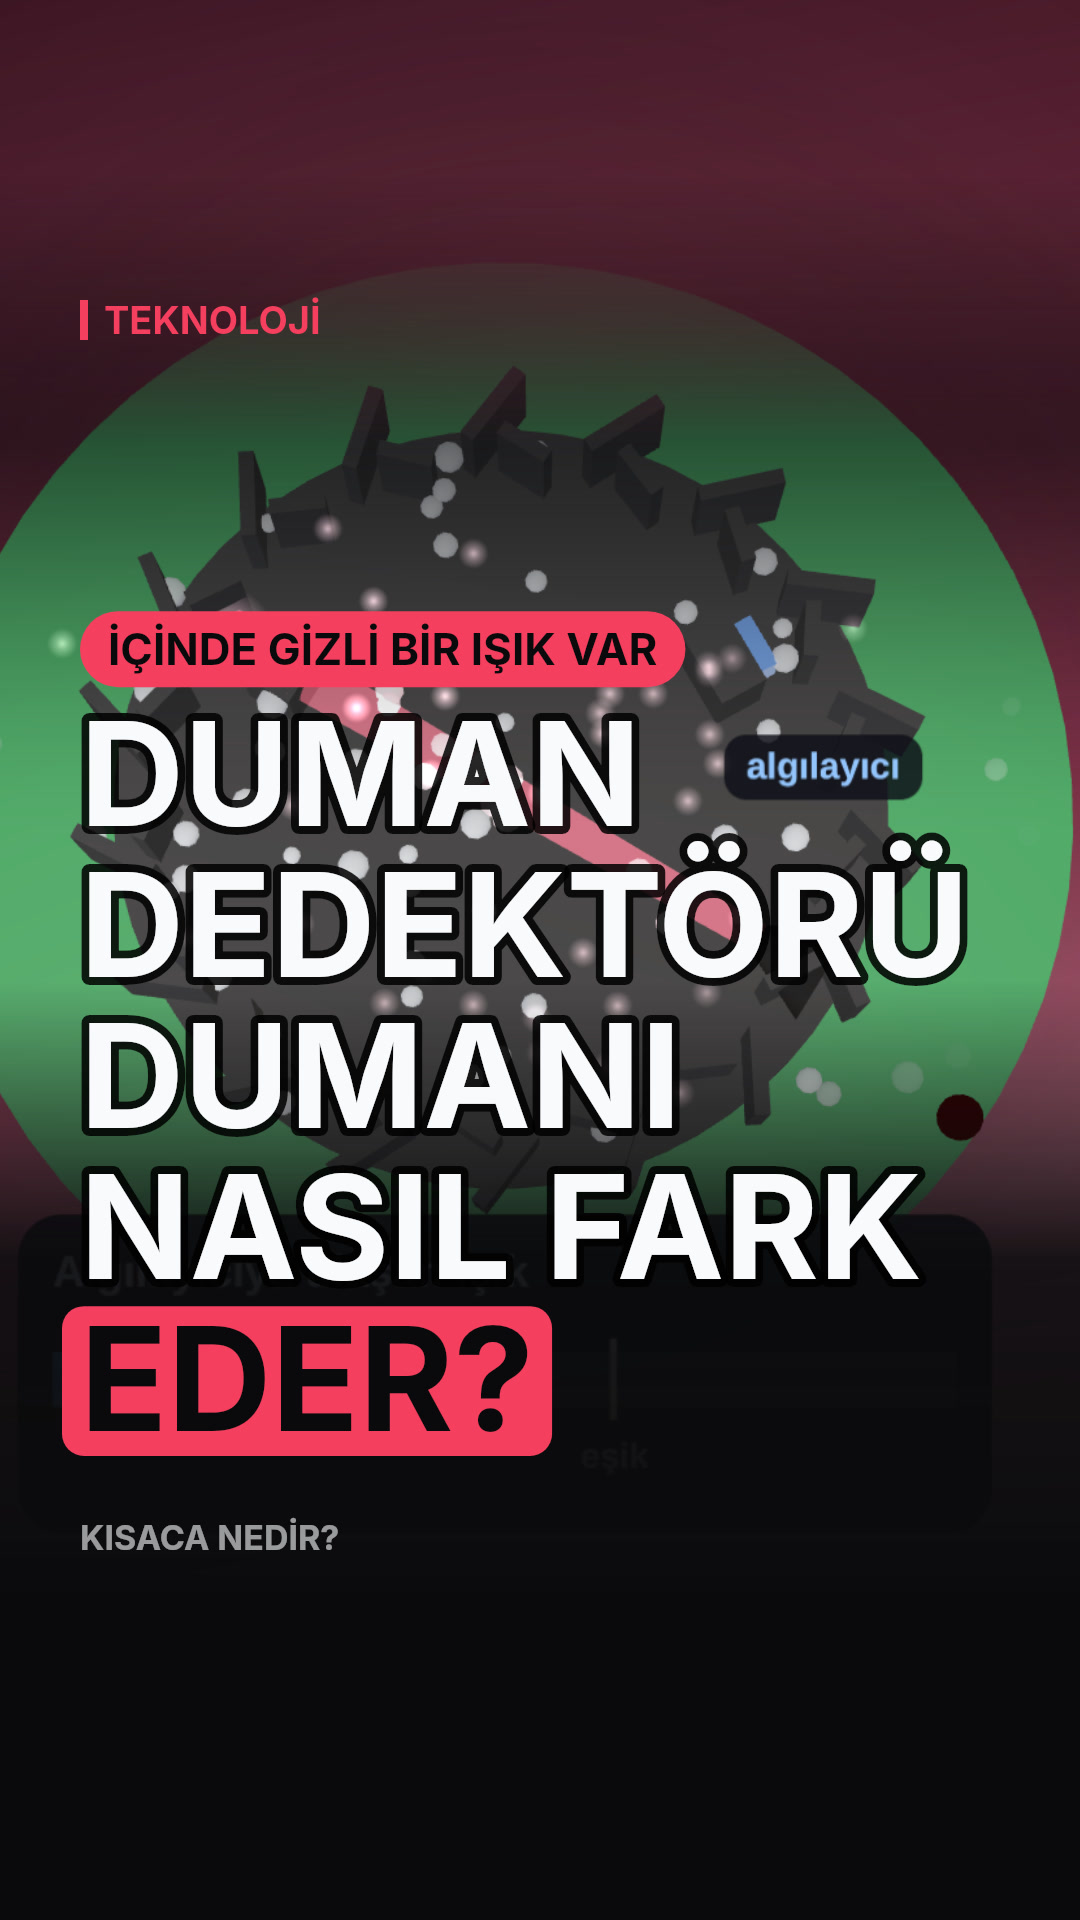 TEKNOLOJİ
İÇİNDE GİZLİ BİR IŞIK VAR
DUMAN
algılayıcı
DEDEKTÖRÜ
DUMANI
NASIL FARK
EDER?
eşik
KISACA NEDİR?